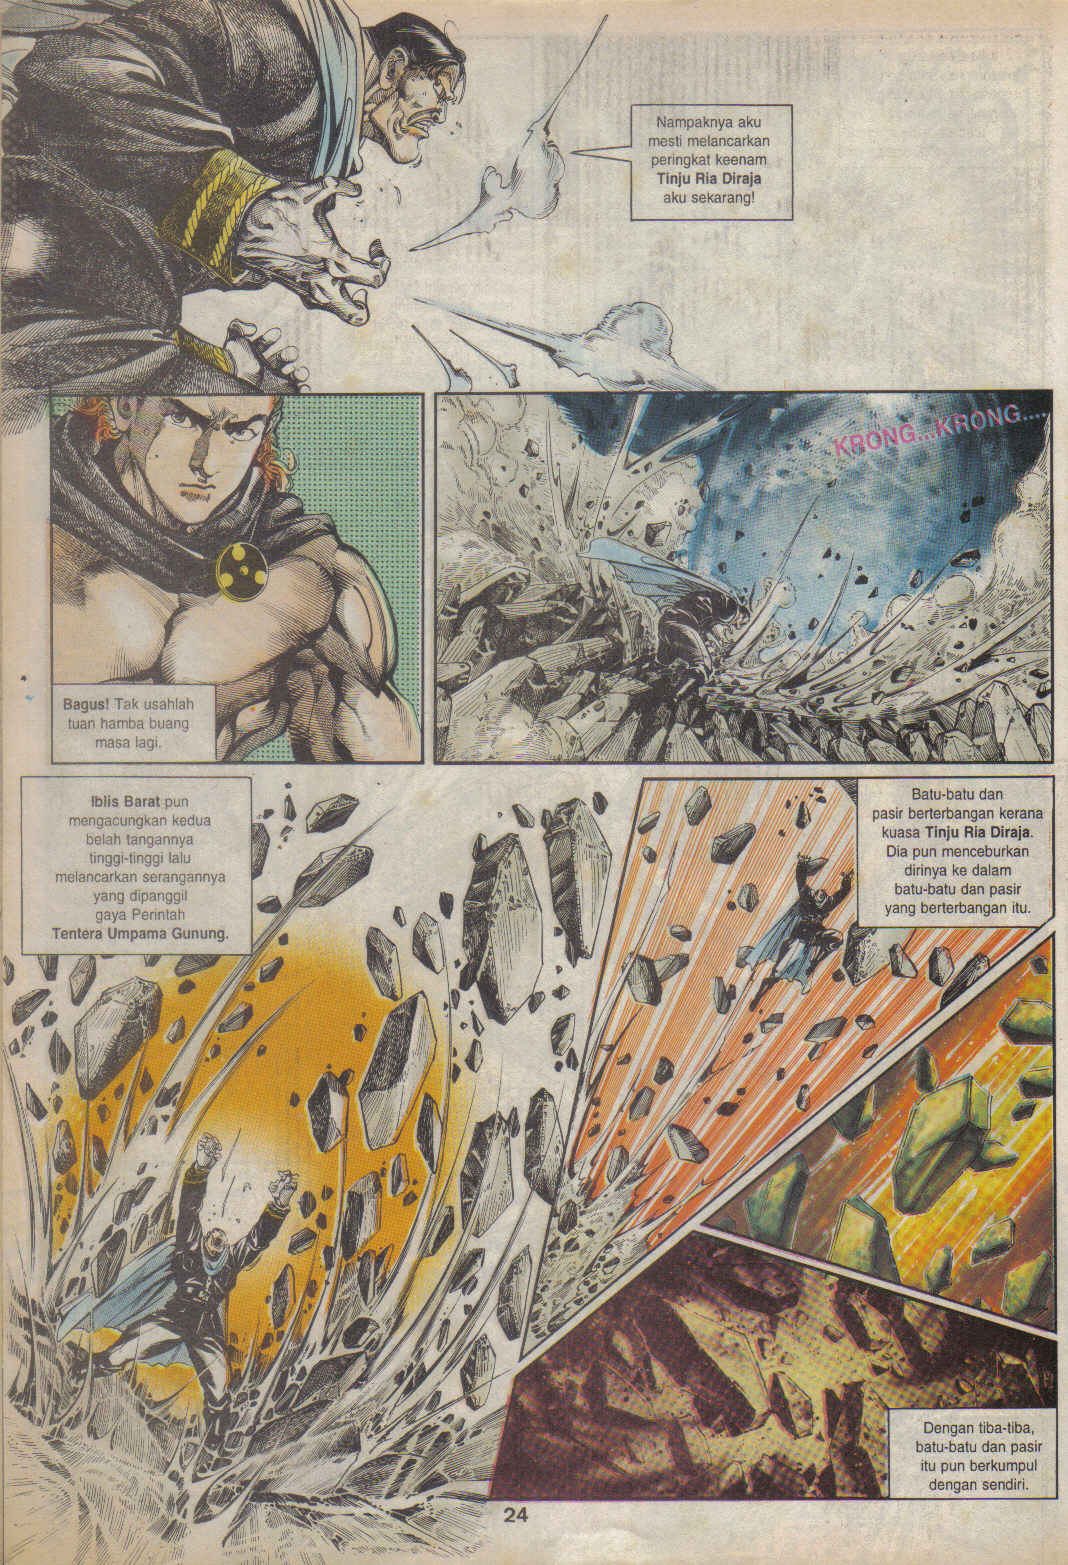 Nampaknya aku
mesti melancarkan
peringkat keenam
Tinju Ria Diraja
aku sekarang!
KRONG...KRONG....
Bagus! Tak usahlah
tuan hamba buang
masa lagi.
Iblis Barat pun
mengacungkan kedua
belah tangannya
tinggi-tinggi lalu
melancarkan serangannya
yang dipanggil
gaya Perintah
Tentera Umpama Gunung.
Batu-batu dan
pasir berterbangan kerana
kuasa Tinju Ria Diraja.
Dia pun menceburkan
dirinya ke dalam
batu-batu dan pasir
yang berterbangan itu.
Dengan tiba-tiba,
batu-batu dan pasir
itu pun berkumpul
dengan sendiri.
24